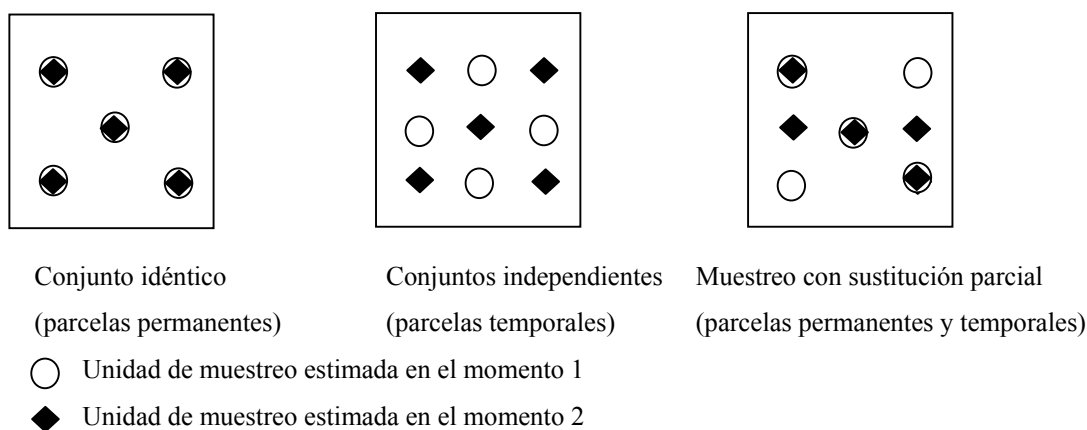 Conjunto idéntico
(parcelas permanentes)
Conjuntos independientes
(parcelas temporales)
Muestreo con sustitución parcial
(parcelas permanentes y temporales)
Unidad de muestreo estimada en el momento 1
Unidad de muestreo estimada en el momento 2